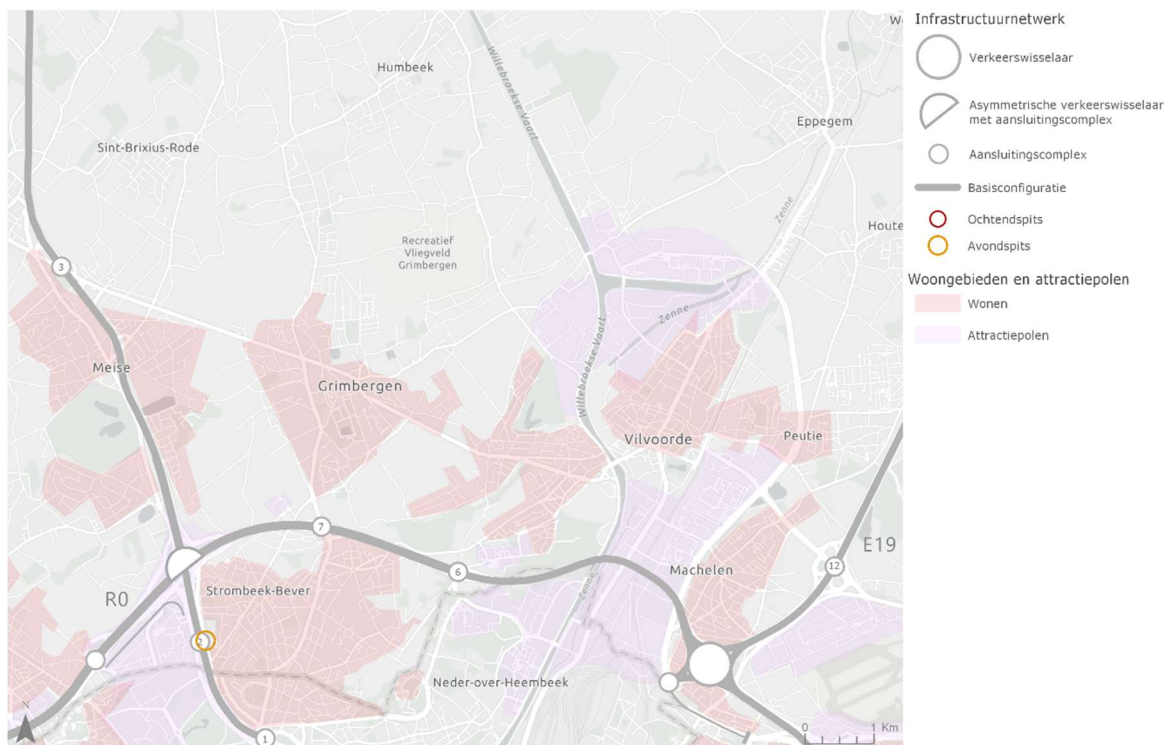 Humbeek
Willebroekse Vaart
Eppegem
Sint-Brixius-Rode
Zenne
Houte
Recreatief
Vliegveld
Grimbergen
3
Zenne
Willebroekse Vaart
Meise
Grimbergen
Vilvoorde
Peutie
7
E19
6
12
Machelen
Strombeek-Bever
R0
Zenne
2
Neder-over-Heembeek
N
1
0 1 Km
Infrastructuurnetwerk
Verkeerswisselaar
Asymmetrische verkeerswisselaar
met aansluitingscomplex
Aansluitingscomplex
Basisconfiguratie
Ochtendspits
Avondspits
Woongebieden en attractiepolen
Wonen
Attractiepolen